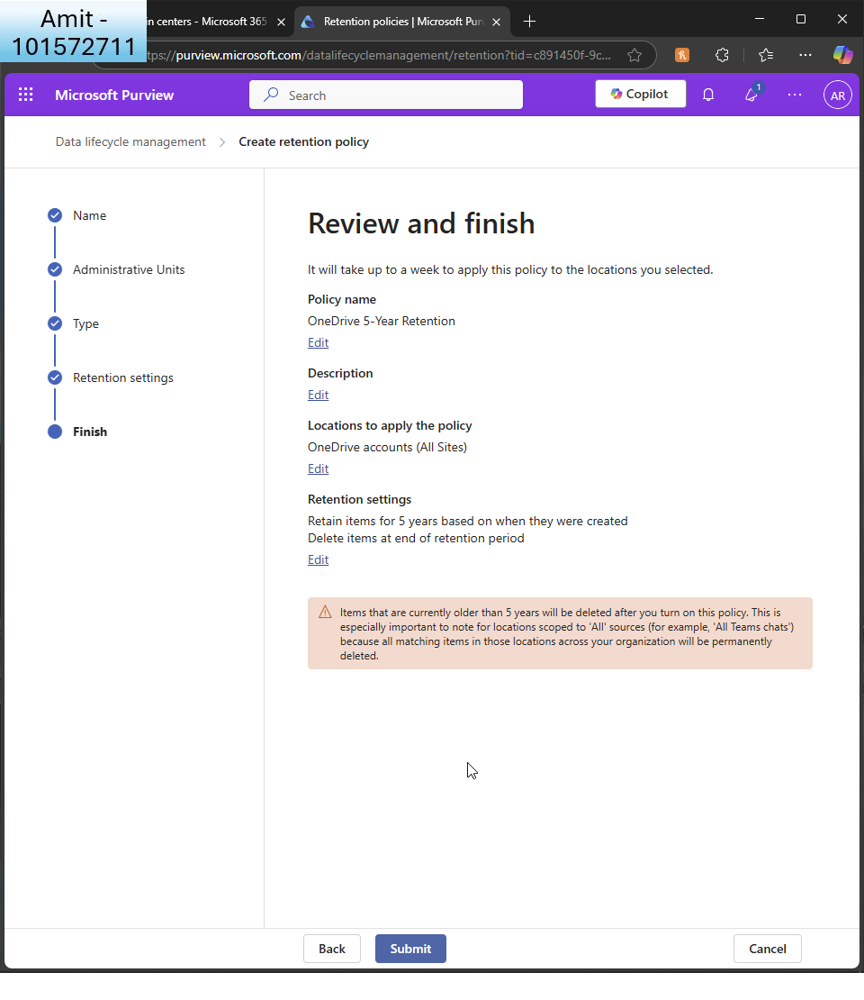 Amit -
101572711
in centers - Microsoft 365
Retention policies | Microsoft Pur
tps://purview.microsoft.com/datalifecyclemanagement/retention?tid=c891450f-9c...
Microsoft Purview
Search
Copilot
1
AR
Data lifecycle management
Create retention policy
Name
Administrative Units
Type
Retention settings
Finish
Review and finish
It will take up to a week to apply this policy to the locations you selected.
Policy name
OneDrive 5-Year Retention
Edit
Description
Edit
Locations to apply the policy
OneDrive accounts (All Sites)
Edit
Retention settings
Retain items for 5 years based on when they were created
Delete items at end of retention period
Edit
Items that are currently older than 5 years will be deleted after you turn on this policy. This is
especially important to note for locations scoped to 'All' sources (for example, 'All Teams chats')
because all matching items in those locations across your organization will be permanently
deleted.
Back
Submit
Cancel